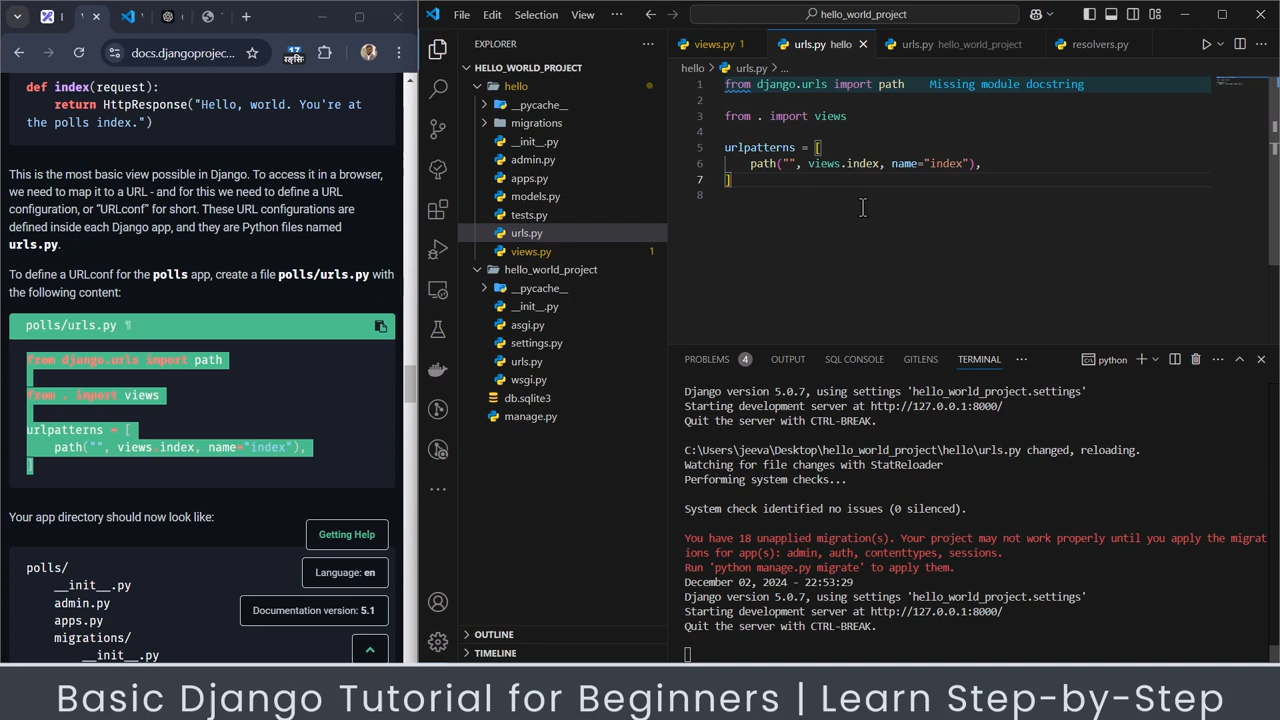 docs.djangoproject...
17
def index(request):
return HttpResponse("Hello, world. You're at
the polls index.")
This is the most basic view possible in Django. To access it in a browser,
we need to map it to a URL - and for this we need to define a URL
configuration, or “URLconf” for short. These URL configurations are
defined inside each Django app, and they are Python files named
urls.py.
To define a URLconf for the polls app, create a file polls/urls.py with
the following content:
polls/urls.py ¶
from django.urls import path
from . import views
urlpatterns = [
path("", views.index, name="index"),
]
Your app directory should now look like:
Getting Help
Language: en
Documentation version: 5.1
polls/
__init__.py
admin.py
apps.py
migrations/
__init__.py
File Edit Selection View ···
hello_world_project
EXPLORER
HELLO_WORLD_PROJECT
hello
__pycache__
migrations
__init__.py
admin.py
apps.py
models.py
tests.py
urls.py
views.py 1
hello_world_project
__pycache__
__init__.py
asgi.py
settings.py
urls.py
wsgi.py
db.sqlite3
manage.py
OUTLINE
TIMELINE
views.py 1 urls.py hello urls.py hello_world_project resolvers.py
hello > urls.py > ...
1 from django.urls import path Missing module docstring
2
3 from . import views
4
5 urlpatterns = [
6 path("", views.index, name="index"),
7 ]
8
PROBLEMS 4 OUTPUT SQL CONSOLE GITLENS TERMINAL ··· python
Django version 5.0.7, using settings 'hello_world_project.settings'
Starting development server at http://127.0.0.1:8000/
Quit the server with CTRL-BREAK.
C:\Users\jeeva\Desktop\hello_world_project\hello\urls.py changed, reloading.
Watching for file changes with StatReloader
Performing system checks...
System check identified no issues (0 silenced).
You have 18 unapplied migration(s). Your project may not work properly until you apply the migrat
ions for app(s): admin, auth, contenttypes, sessions.
Run 'python manage.py migrate' to apply them.
December 02, 2024 - 22:53:29
Django version 5.0.7, using settings 'hello_world_project.settings'
Starting development server at http://127.0.0.1:8000/
Quit the server with CTRL-BREAK.
Basic Django Tutorial for Beginners | Learn Step-by-Step